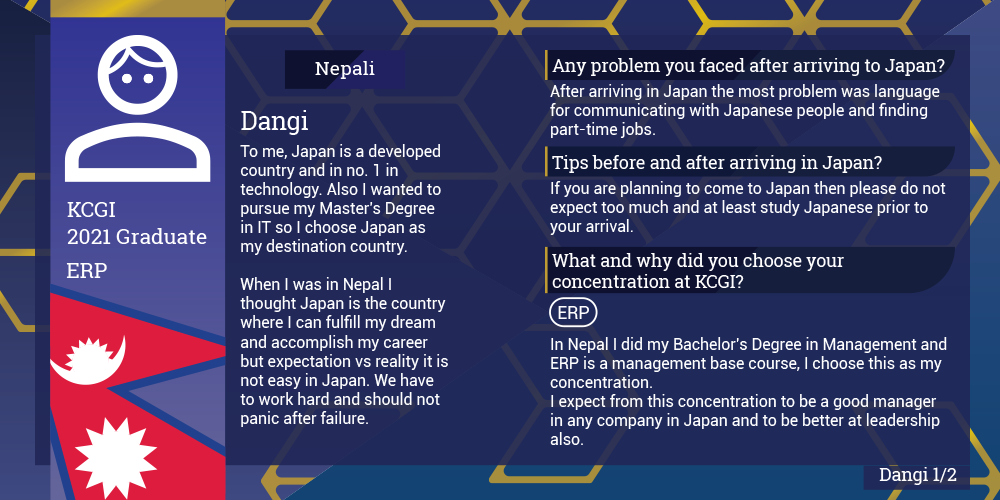 KCGI
2021 Graduate
ERP
Nepali
Dangi
To me, Japan is a developed
country and in no. 1 in
technology. Also I wanted to
pursue my Master's Degree
in IT so I choose Japan as
my destination country.
When I was in Nepal I
thought Japan is the country
where I can fulfill my dream
and accomplish my career
but expectation vs reality it is
not easy in Japan. We have
to work hard and should not
panic after failure.
Any problem you faced after arriving to Japan?
After arriving in Japan the most problem was language
for communicating with Japanese people and finding
part-time jobs.
Tips before and after arriving in Japan?
If you are planning to come to Japan then please do not
expect too much and at least study Japanese prior to
your arrival.
What and why did you choose your
concentration at KCGI?
ERP
In Nepal I did my Bachelor's Degree in Management and
ERP is a management base course, I choose this as my
concentration.
I expect from this concentration to be a good manager
in any company in Japan and to be better at leadership
also.
Dangi 1/2